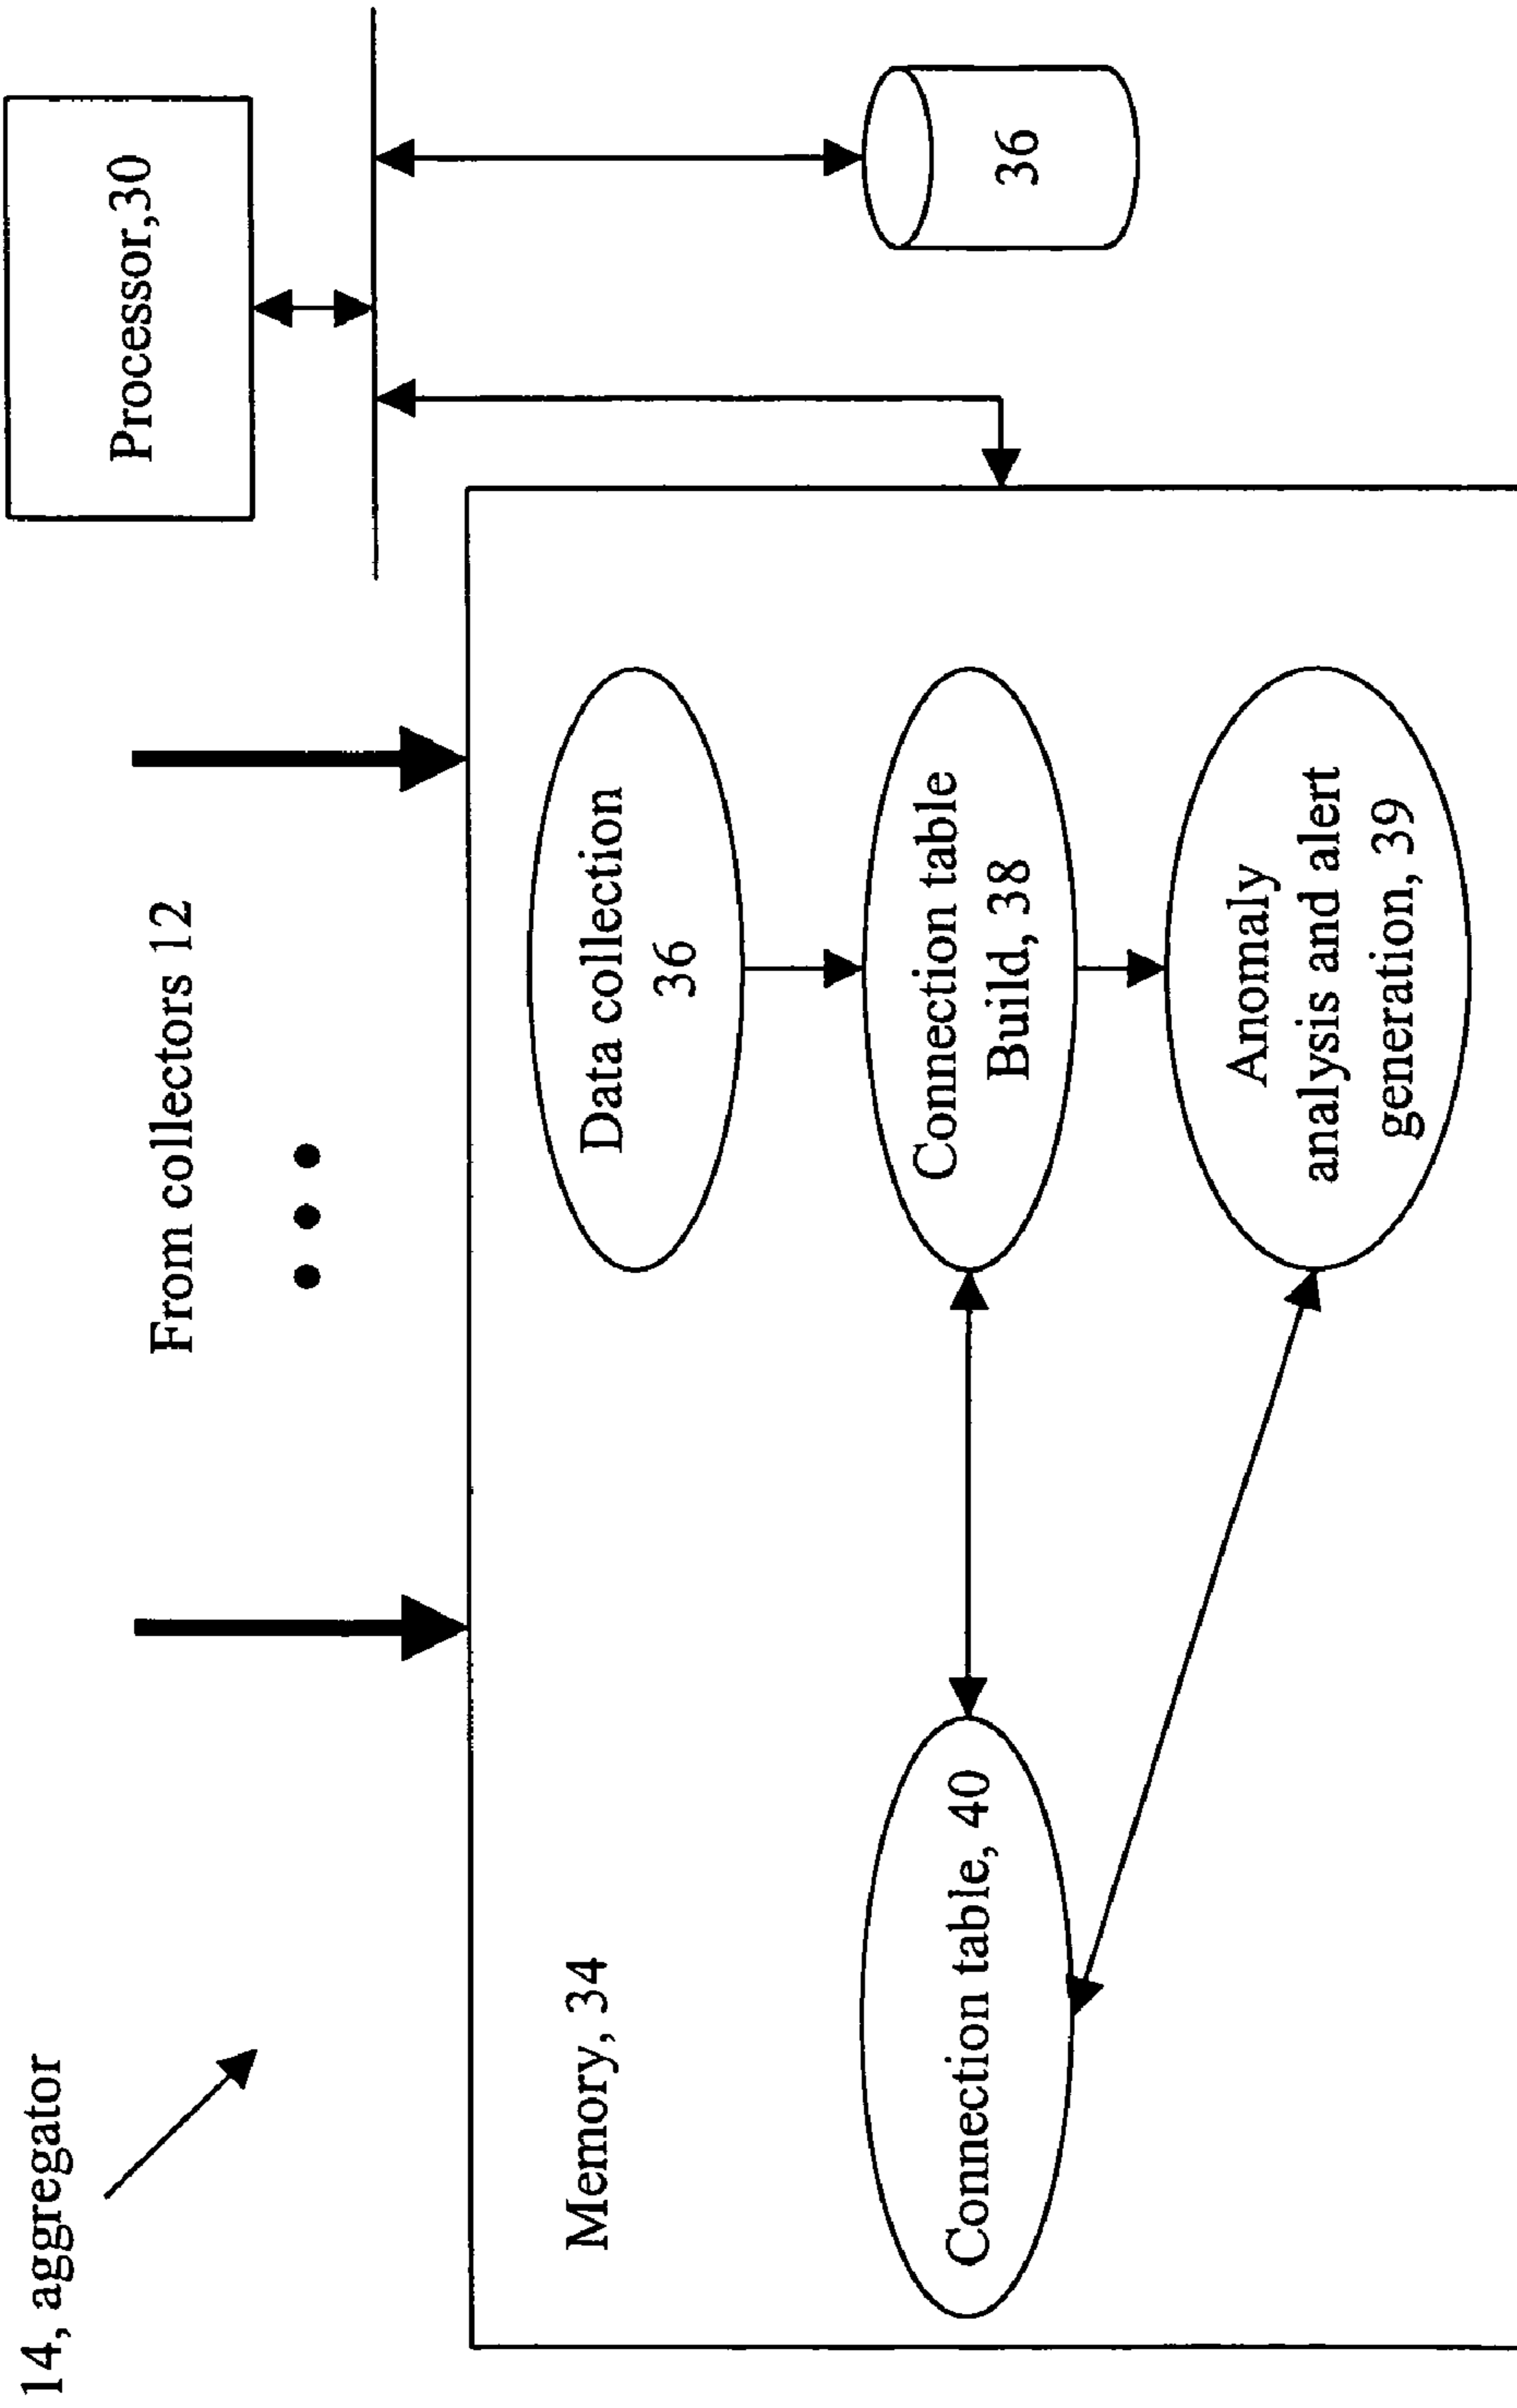 14, aggregator
From collectors 12
Processor,30
Memory, 34
Data collection
36
Connection table, 40
Connection table
Build, 38
36
Anomaly
analysis and alert
generation, 39